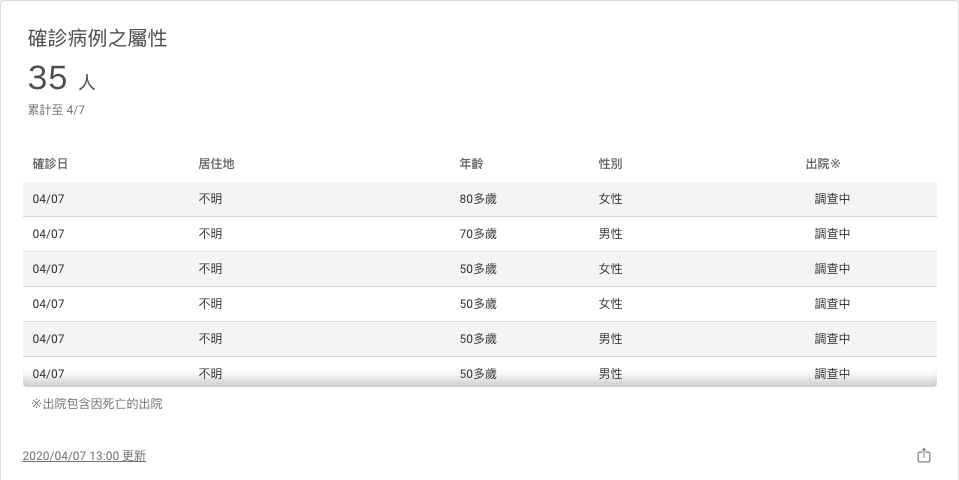 確診病例之屬性
35 人
累計至 4/7
確診日 居住地 年齡 性別 出院※
04/07 不明 80多歲 女性 調查中
04/07 不明 70多歲 男性 調查中
04/07 不明 50多歲 女性 調查中
04/07 不明 50多歲 女性 調查中
04/07 不明 50多歲 男性 調查中
04/07 不明 50多歲 男性 調查中
※出院包含因死亡的出院
2020/04/07 13:00 更新